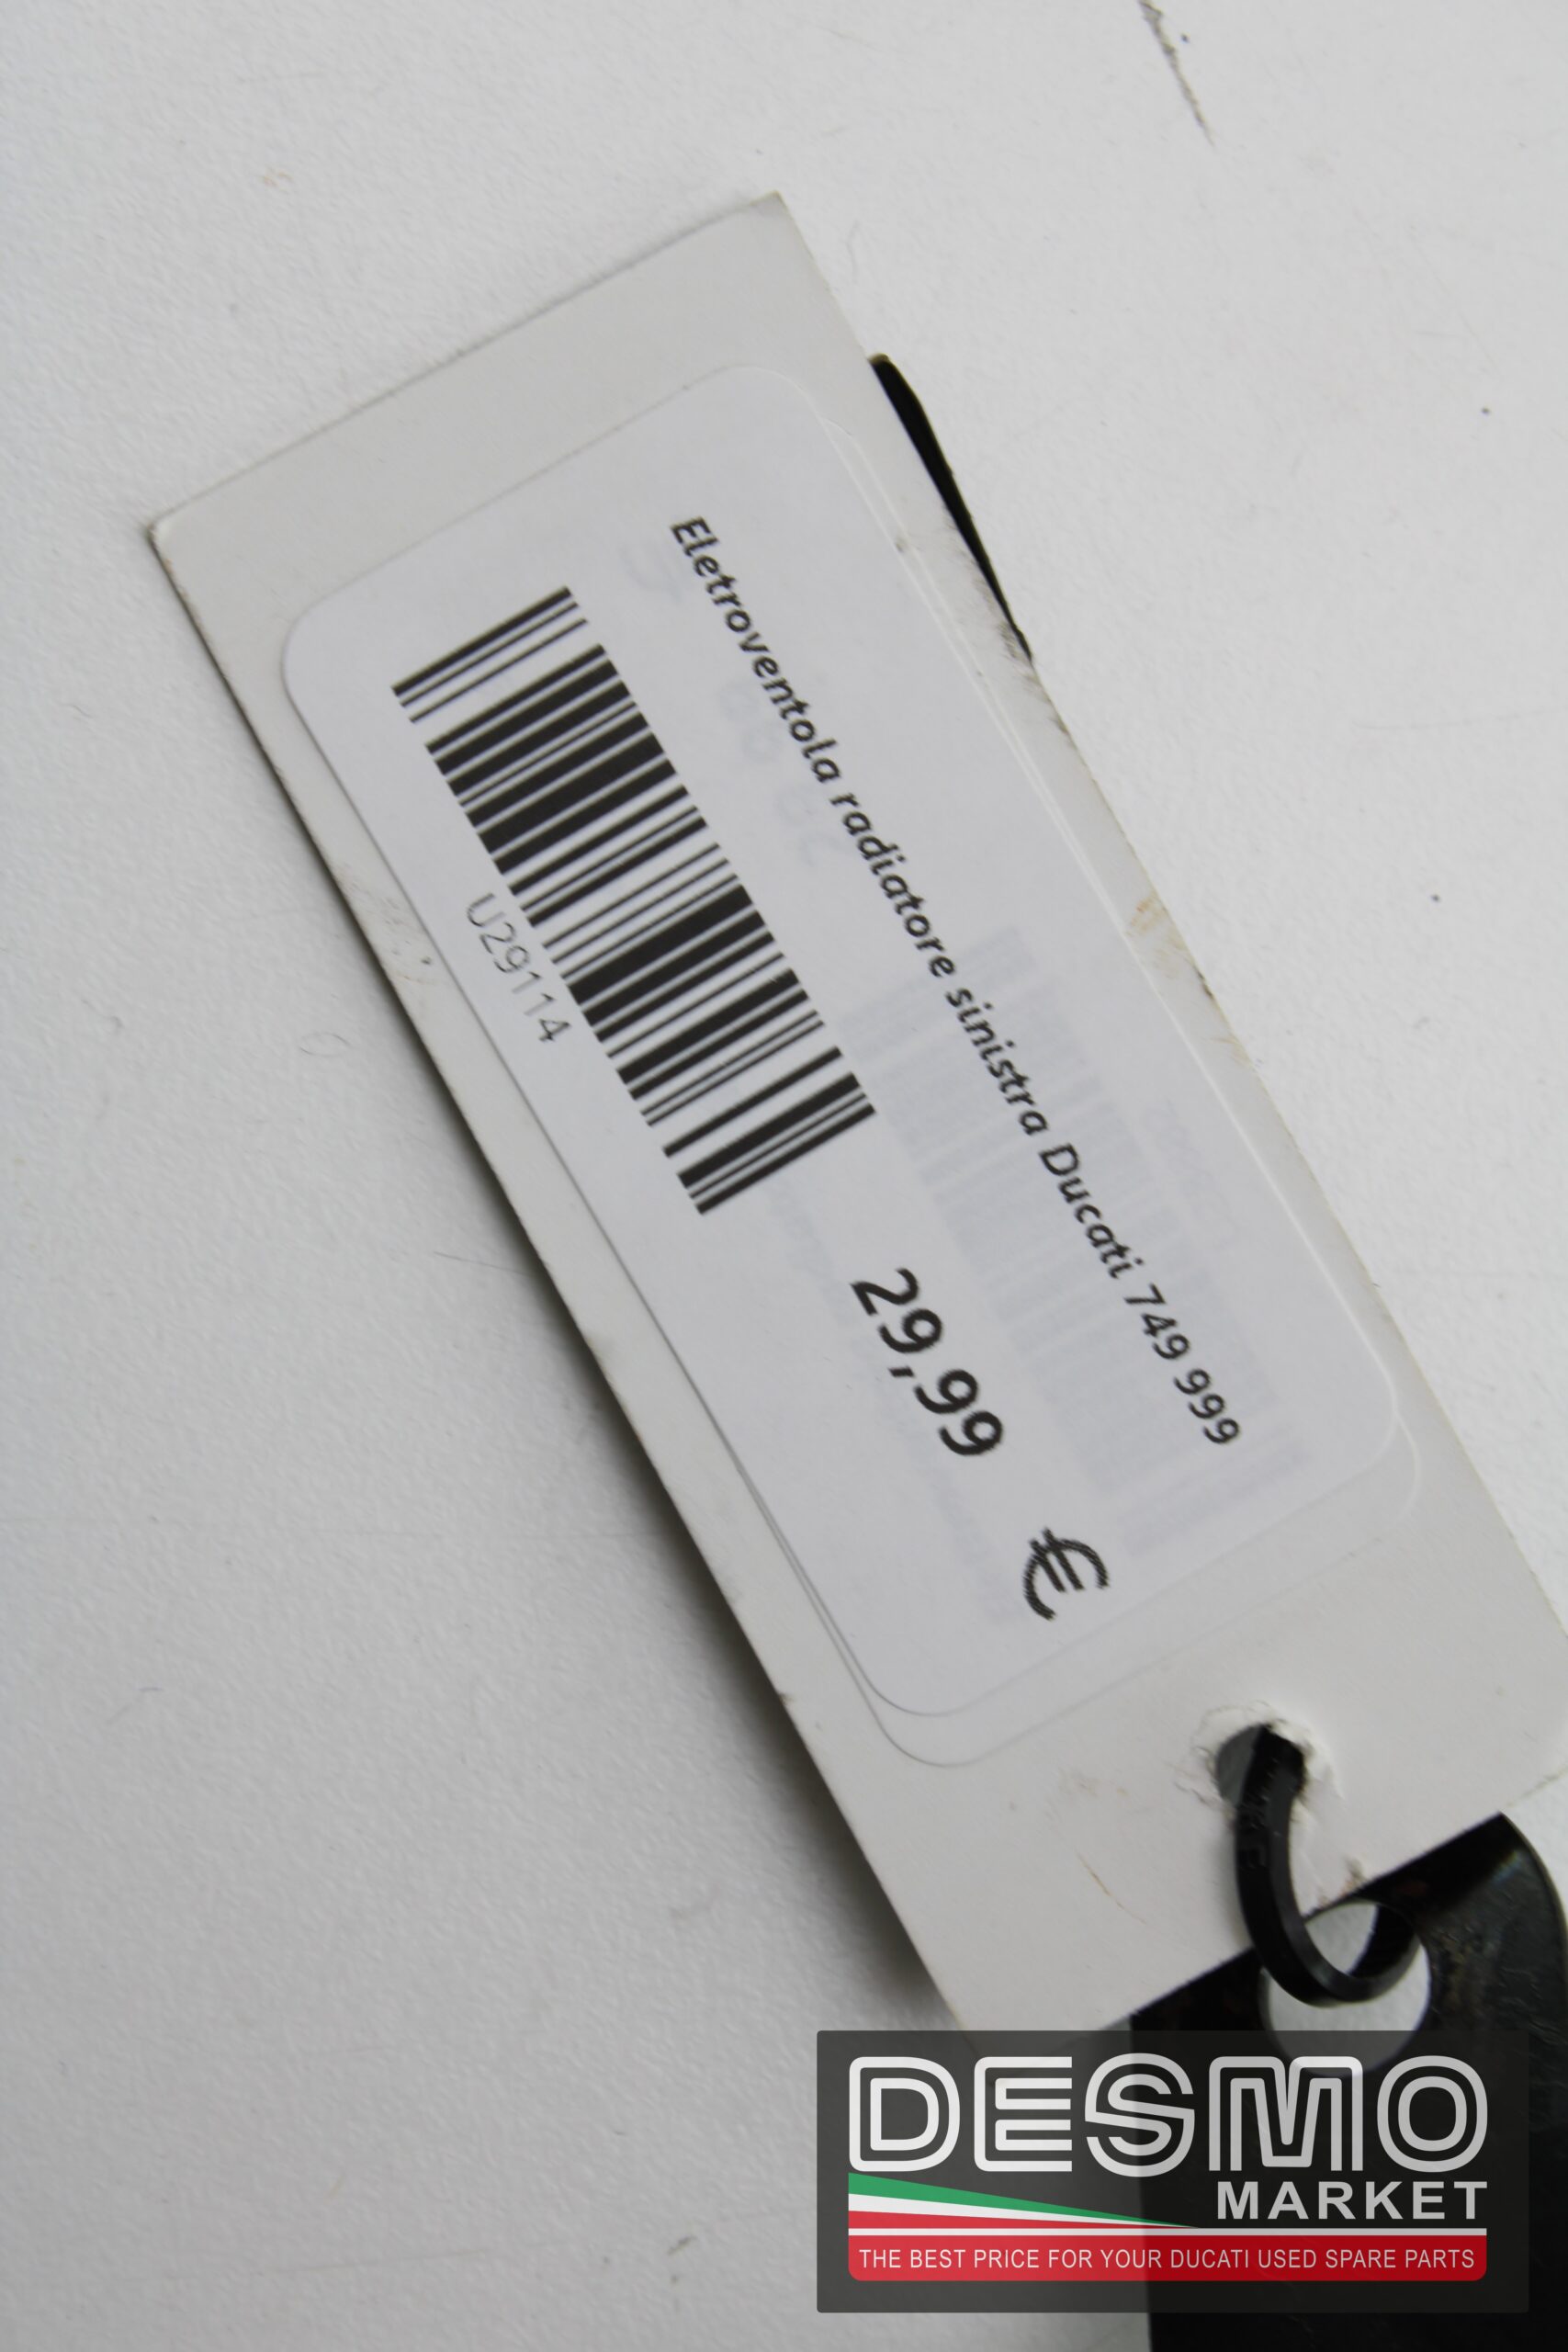 Eletroventola radiatore sinistra Ducati 749 999
U29114
29,99 €
DESMO
MARKET
THE BEST PRICE FOR YOUR DUCATI USED SPARE PARTS